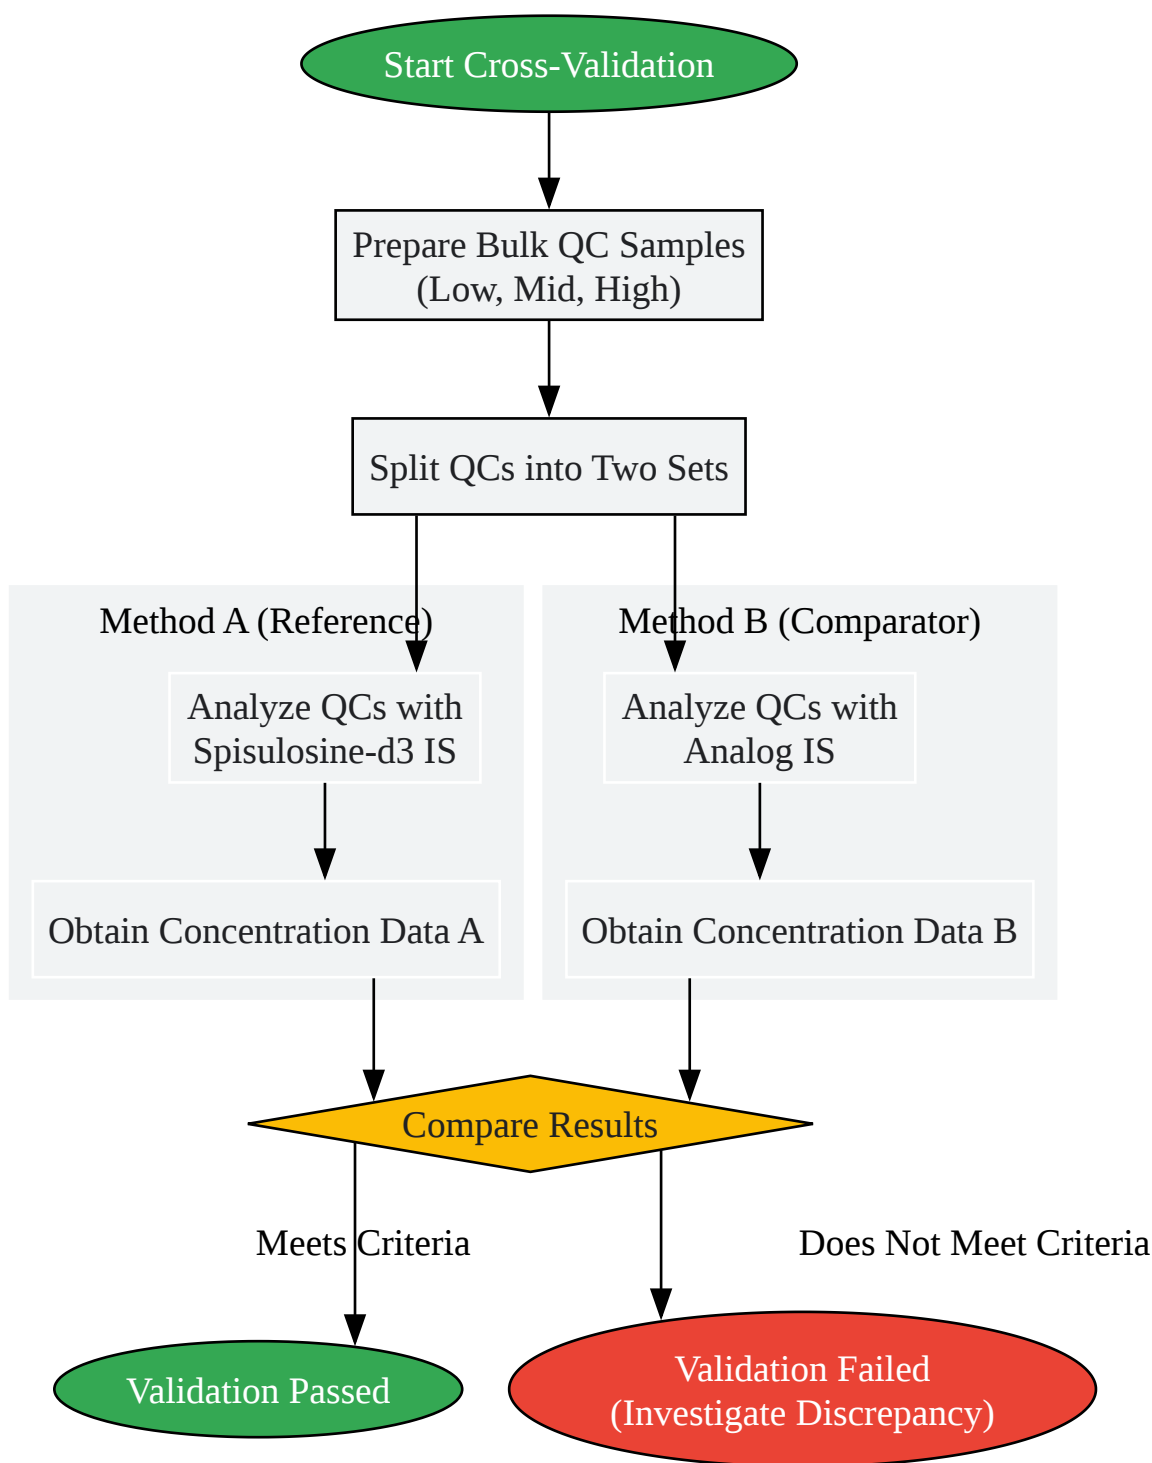 Start Cross-Validation
Prepare Bulk QC Samples
(Low, Mid, High)
Split QCs into Two Sets
Method A (Reference)
Method B (Comparator)
Analyze QCs with
Spisulosine-d3 IS
Analyze QCs with
Analog IS
Obtain Concentration Data A
Obtain Concentration Data B
Compare Results
Meets Criteria
Does Not Meet Criteria
Validation Passed
Validation Failed
(Investigate Discrepancy)